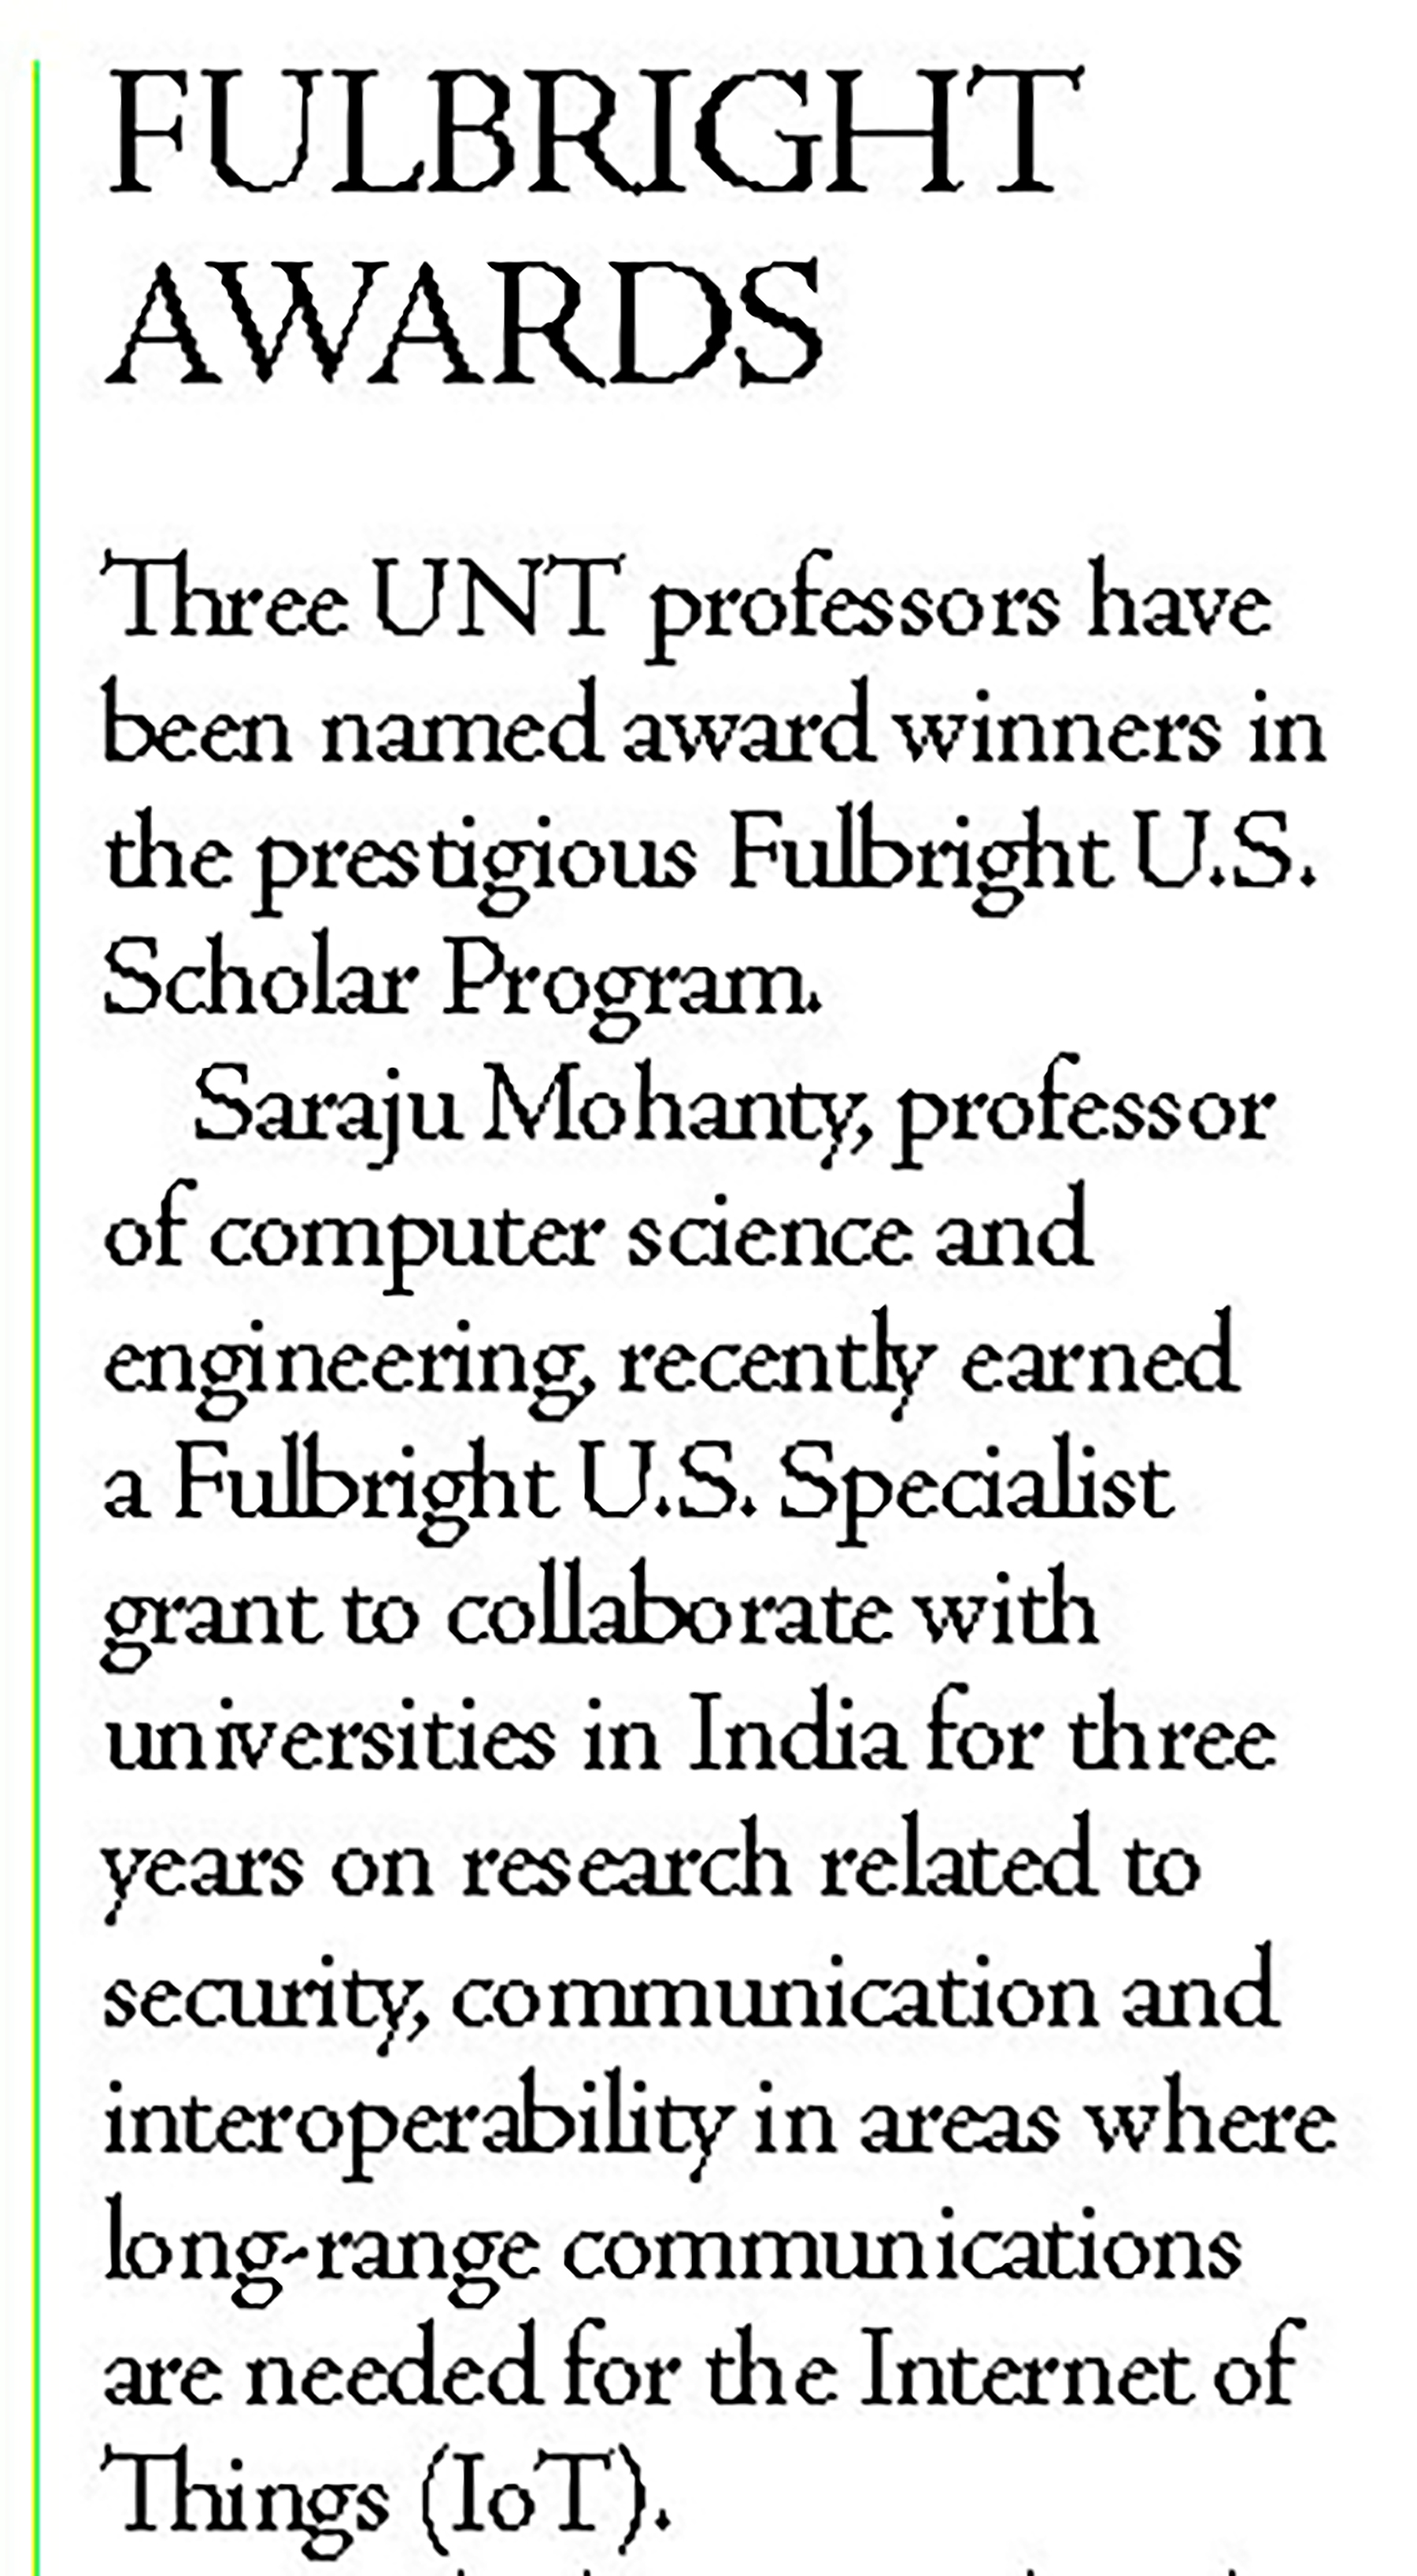 FULBRIGHT
AWARDS
Three UNT professors have
been named award winners in
the prestigious Fulbright U.S.
Scholar Program.
Saraju Mohanty, professor
of computer science and
engineering, recently earned
a Fulbright U.S. Specialist
grant to collaborate with
universities in India for three
years on research related to
security, communication and
interoperability in areas where
long-range communications
are needed for the Internet of
Things (IoT).